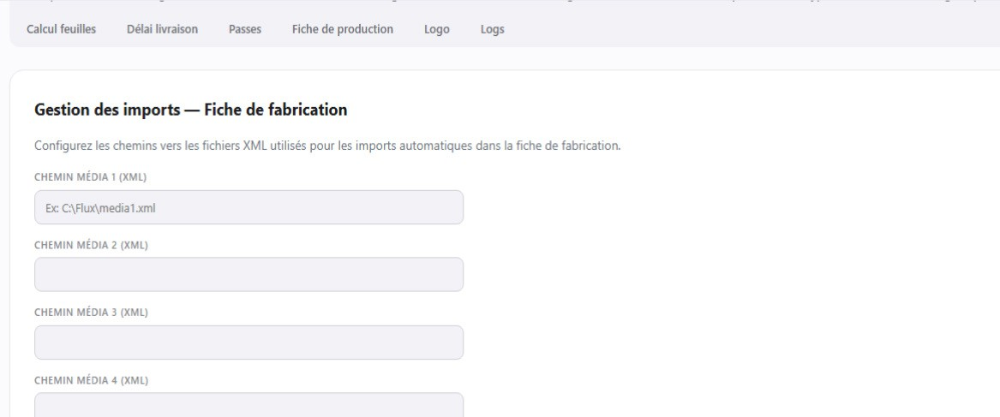 Calcul feuilles Délai livraison Passes Fiche de production Logo Logs
Gestion des imports — Fiche de fabrication
Configurez les chemins vers les fichiers XML utilisés pour les imports automatiques dans la fiche de fabrication.
CHEMIN MÉDIA 1 (XML)
Ex: C:\Flux\media1.xml
CHEMIN MÉDIA 2 (XML)
CHEMIN MÉDIA 3 (XML)
CHEMIN MÉDIA 4 (XML)